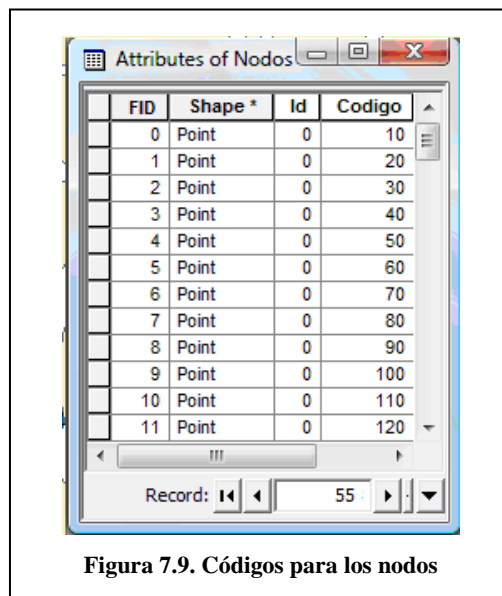 Attributes of Nodos
FID Shape * Id Codigo
0 Point 0 10
1 Point 0 20
2 Point 0 30
3 Point 0 40
4 Point 0 50
5 Point 0 60
6 Point 0 70
7 Point 0 80
8 Point 0 90
9 Point 0 100
10 Point 0 110
11 Point 0 120
Record: 55
Figura 7.9. Códigos para los nodos